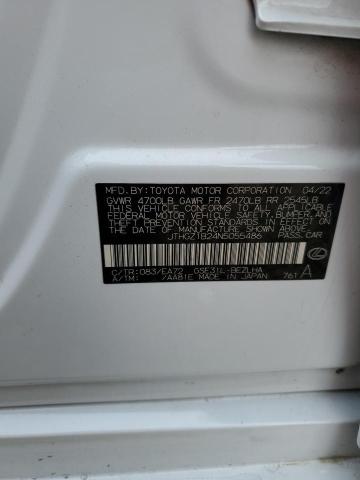 MFD.BY:TOYOTA MOTOR CORPORATION 04/22
GVWR 4700LB GAWR FR 2470LB RR 2545LB
THIS VEHICLE CONFORMS TO ALL APPLICABLE
FEDERAL MOTOR VEHICLE SAFETY, BUMPER, AND
THEFT PREVENTION STANDARDS IN EFFECT ON
THE DATE OF MANUFACTURE SHOWN ABOVE.
JTHGZ1B24N5055486 PASS.CAR
C/TR:083/EA72 GSE31L-BEZLHA
A/TM: /AA81E MADE IN JAPAN 761 A